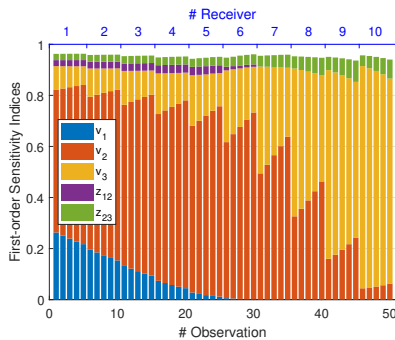 # Receiver
1 2 3 4 5 6 7 8 9 10
First-order Sensitivity Indices
1
0.8
0.6
0.4
0.2
0
v1
v2
v3
z12
z23
0 10 20 30 40 50
# Observation